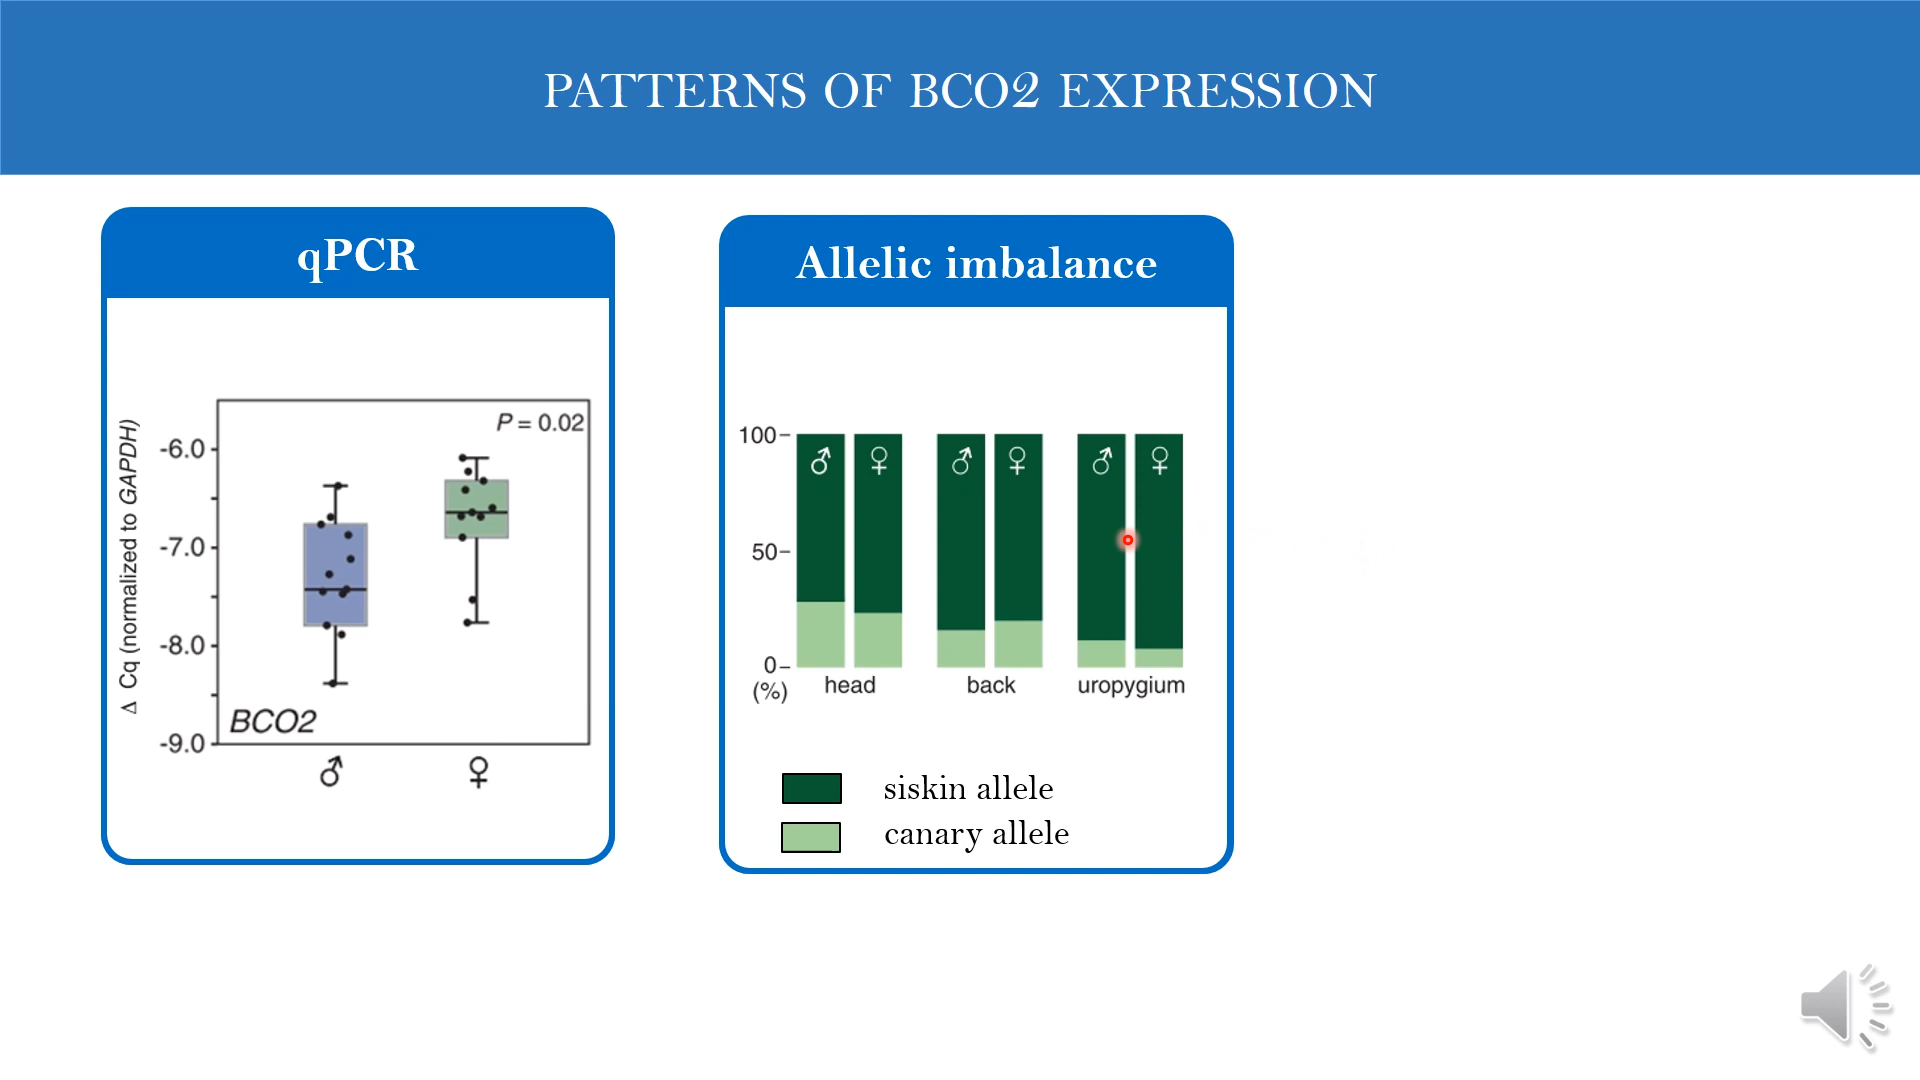 PATTERNS OF BCO2 EXPRESSION
qPCR
Δ Cq (normalized to GAPDH)
-6.0
-7.0
-8.0
-9.0
P = 0.02
BCO2
♂ ♀
Allelic imbalance
100
50
0
(%)
♂ ♀ ♂ ♀ ♂ ♀
head back uropygium
siskin allele
canary allele